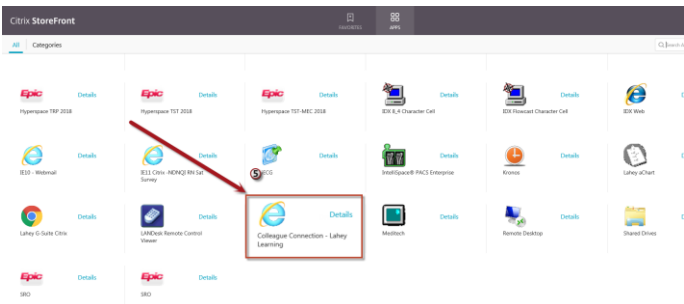 Citrix StoreFront
FAVORITES
APPS
All
Categories
Search A
Epic
Details
Hyperspace TRP 2018
Epic
Details
Hyperspace TST 2018
Epic
Details
Hyperspace TST-MEC 2018
Details
IDX 8_4 Character Cell
Details
IDX Flowcast Character Cell
IDX Web
Details
IE10 - Webmail
Details
IE11 Citrix -NDNQI RN Sat
Survey
Details
5
ECG
Details
IntelliSpace® PACS Enterprise
Details
Kronos
Lahey aChart
Details
Lahey G-Suite Citrix
Details
LANDesk Remote Control
Viewer
Details
Colleague Connection - Lahey
Learning
Details
Meditech
Details
Remote Desktop
Shared Drives
Epic
Details
SRO
Epic
Details
SRO